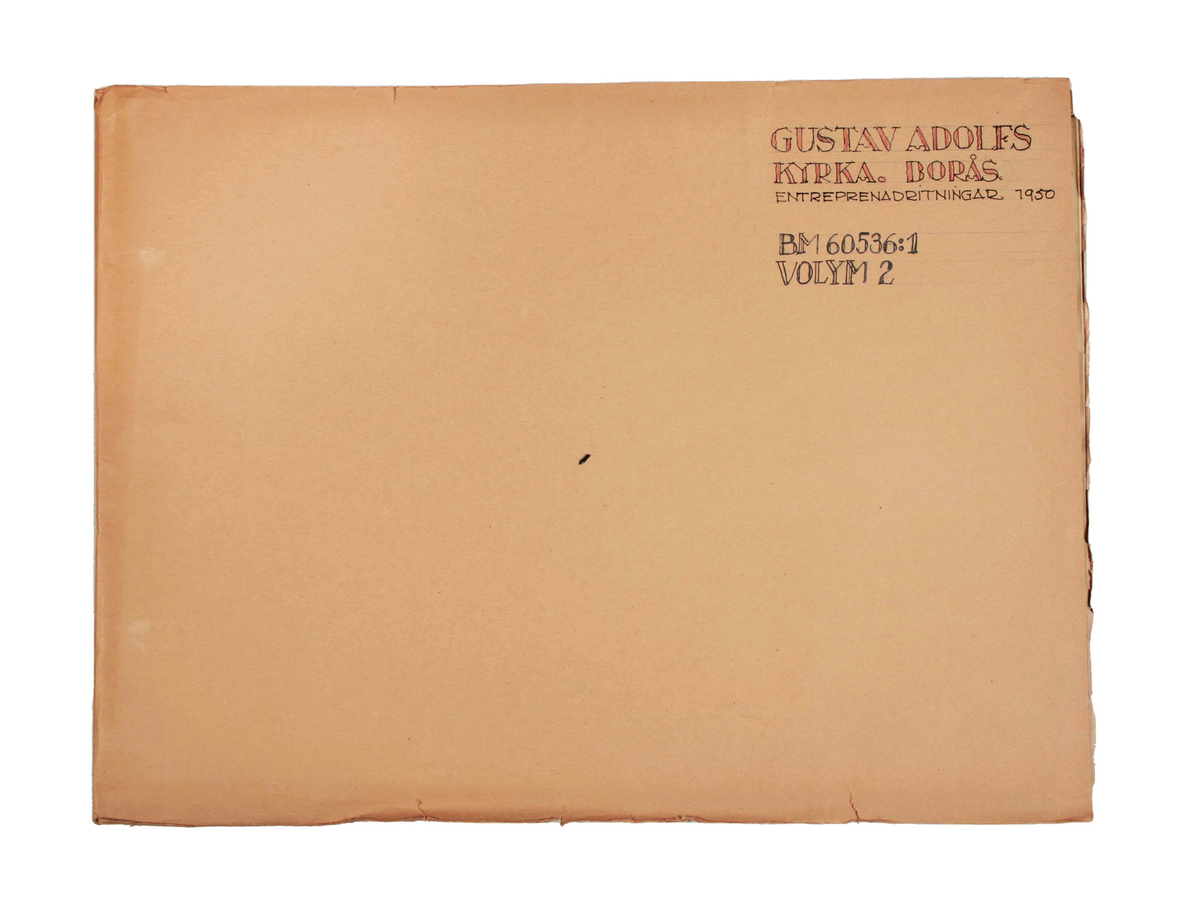 GUSTAV ADOLFS
KYRKA. BORÅS.
ENTREPRENADRITNINGAR 1950
BM 60536:1
VOLYM 2